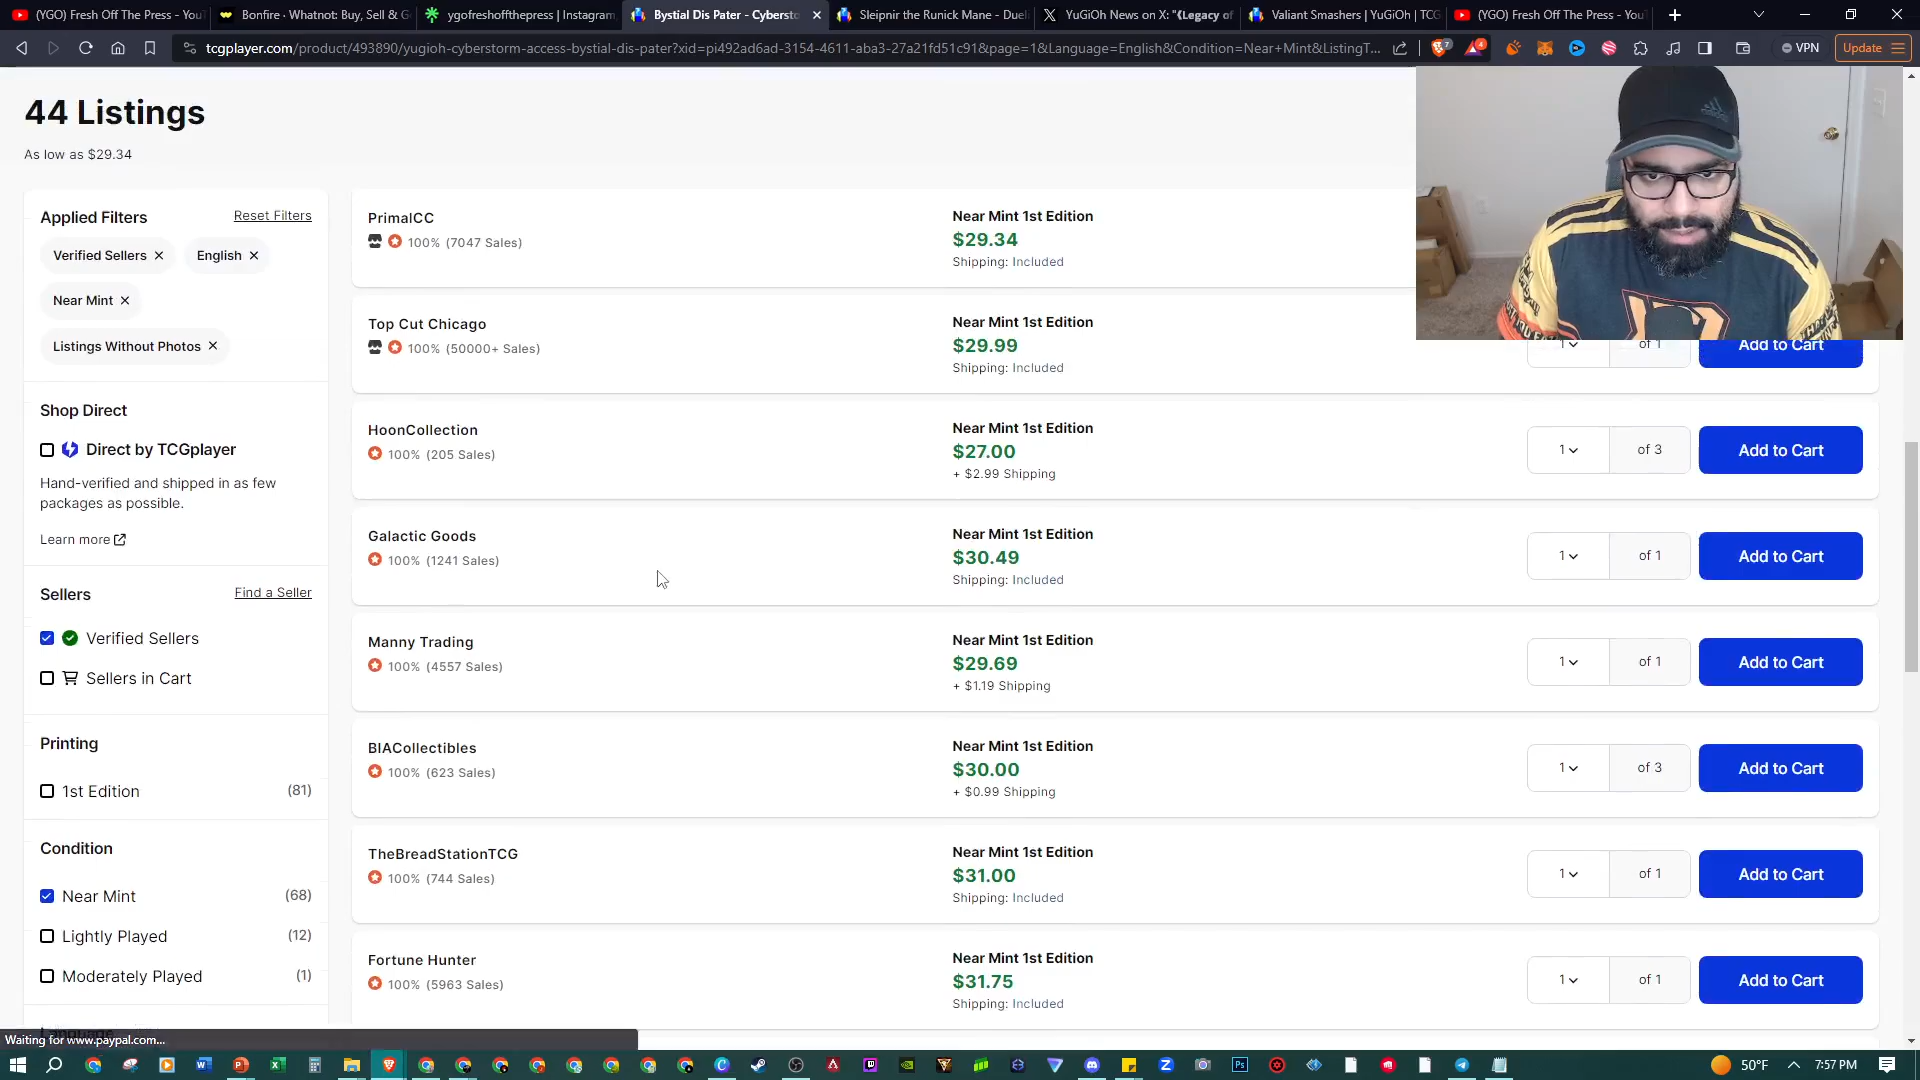 (YGO) Fresh Off The Press - YouT
Bonfire · Whatnot: Buy, Sell & G
ygofreshoffthepress | Instagram,
Bystial Dis Pater - Cybersto
Sleipnir the Runick Mane - Duel
YuGiOh News on X: "《Legacy of
Valiant Smashers | YuGiOh | TCG
(YGO) Fresh Off The Press - YouT
tcgplayer.com/product/493890/yugioh-cyberstorm-access-bystial-dis-pater?xid=pi492ad6ad-3154-4611-aba3-27a21fd51c91&page=1&Language=English&Condition=Near+Mint&ListingT...
7
4
VPN
Update
44 Listings
As low as $29.34
Applied Filters
Reset Filters
Verified Sellers
English
Near Mint
Listings Without Photos
Shop Direct
Direct by TCGplayer
Hand-verified and shipped in as few
packages as possible.
Learn more
Sellers
Find a Seller
Verified Sellers
Sellers in Cart
Printing
1st Edition (81)
Condition
Near Mint (68)
Lightly Played (12)
Moderately Played (1)
Language
PrimalCC
100% (7047 Sales)
Near Mint 1st Edition
$29.34
Shipping: Included
Top Cut Chicago
100% (50000+ Sales)
Near Mint 1st Edition
$29.99
Shipping: Included
1 of 1 Add to Cart
HoonCollection
100% (205 Sales)
Near Mint 1st Edition
$27.00
+ $2.99 Shipping
1 of 3 Add to Cart
Galactic Goods
100% (1241 Sales)
Near Mint 1st Edition
$30.49
Shipping: Included
1 of 1 Add to Cart
Manny Trading
100% (4557 Sales)
Near Mint 1st Edition
$29.69
+ $1.19 Shipping
1 of 1 Add to Cart
BIACollectibles
100% (623 Sales)
Near Mint 1st Edition
$30.00
+ $0.99 Shipping
1 of 3 Add to Cart
TheBreadStationTCG
100% (744 Sales)
Near Mint 1st Edition
$31.00
Shipping: Included
1 of 1 Add to Cart
Fortune Hunter
100% (5963 Sales)
Near Mint 1st Edition
$31.75
Shipping: Included
1 of 1 Add to Cart
Waiting for www.paypal.com...
50°F
7:57 PM